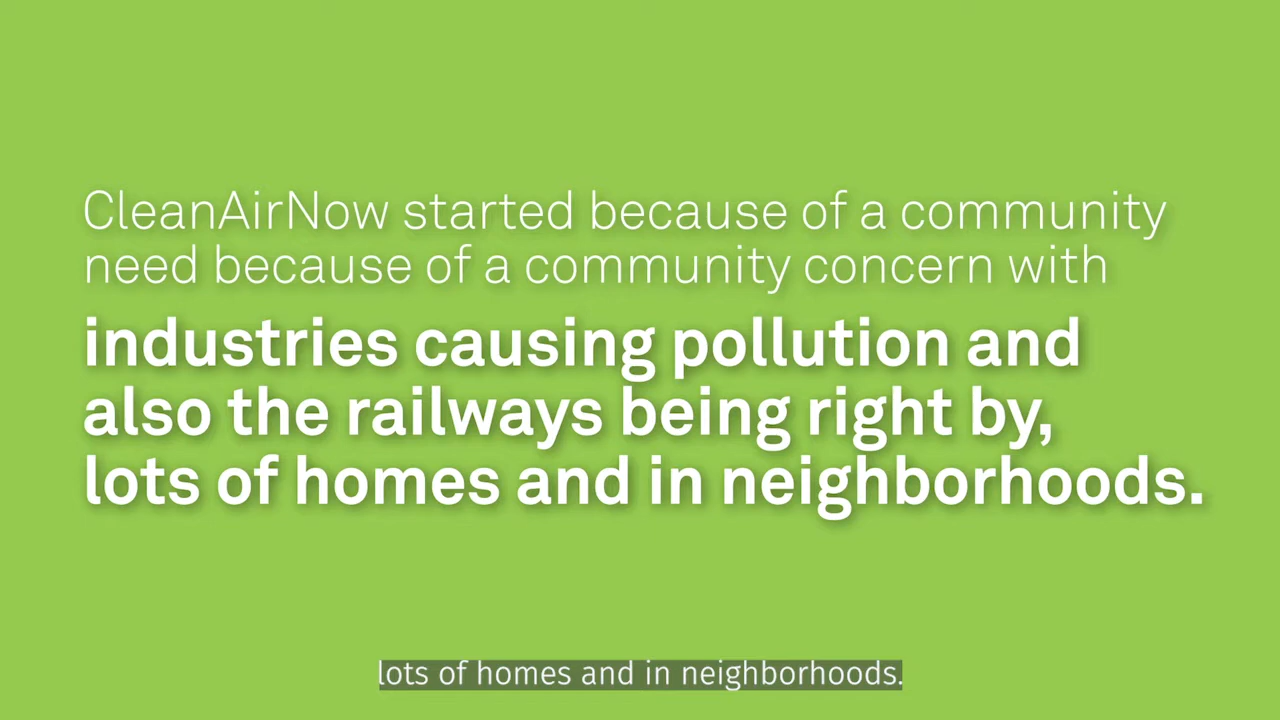 CleanAirNow started because of a community
need because of a community concern with
industries causing pollution and
also the railways being right by,
lots of homes and in neighborhoods.
lots of homes and in neighborhoods.